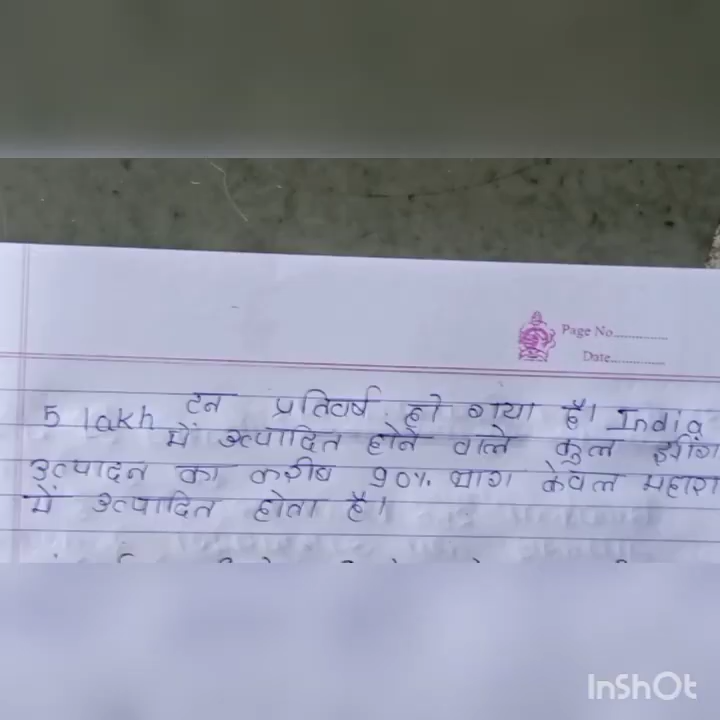 Page No.............
Date..............
5 lakh टन प्रतिवर्ष हो गया है। India
में उत्पादित होने वाले कुल झींगा
उत्पादन का करीब 90% भाग केवल
में उत्पादित होता है।
InShOt